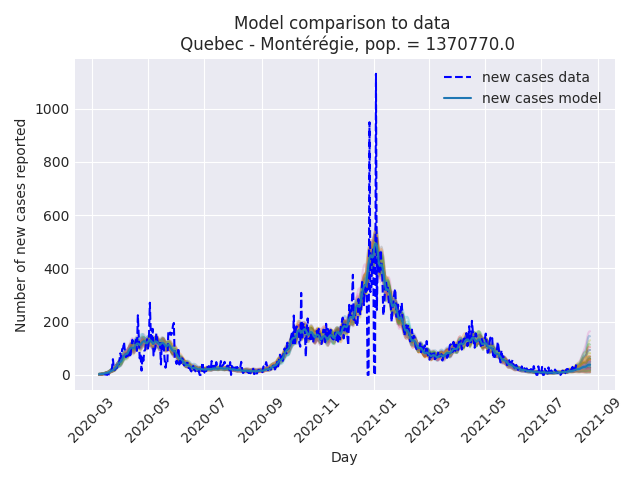 Model comparison to data
Quebec - Montérégie, pop. = 1370770.0
new cases data
new cases model
Number of new cases reported
1000
800
600
400
200
0
2020-03
2020-05
2020-07
2020-09
2020-11
2021-01
2021-03
2021-05
2021-07
2021-09
Day